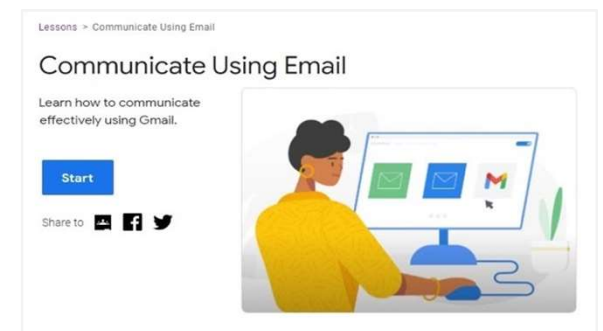 Lessons > Communicate Using Email
Communicate Using Email
Learn how to communicate
effectively using Gmail.
Start
Share to